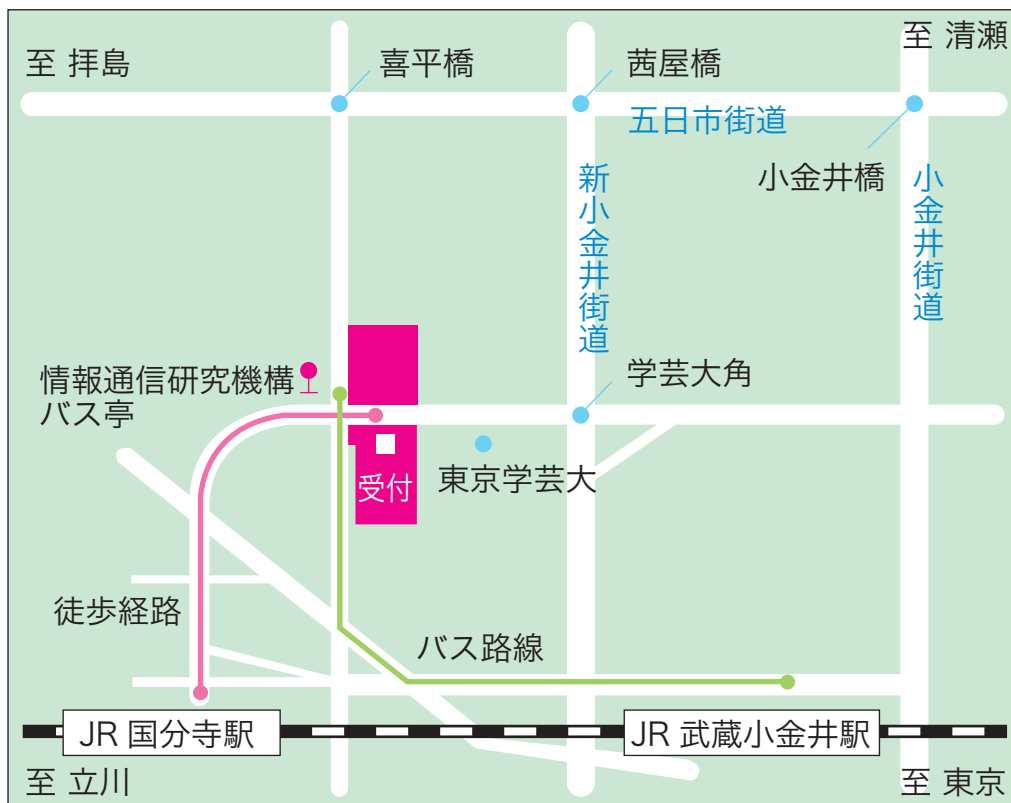 至 清瀬
至 拝島
喜平橋
茜屋橋
五日市街道
小金井橋
新小金井街道
小金井街道
情報通信研究機構
バス亭
学芸大角
東京学芸大
受付
徒歩経路
バス路線
JR 国分寺駅
JR 武蔵小金井駅
至 立川
至 東京